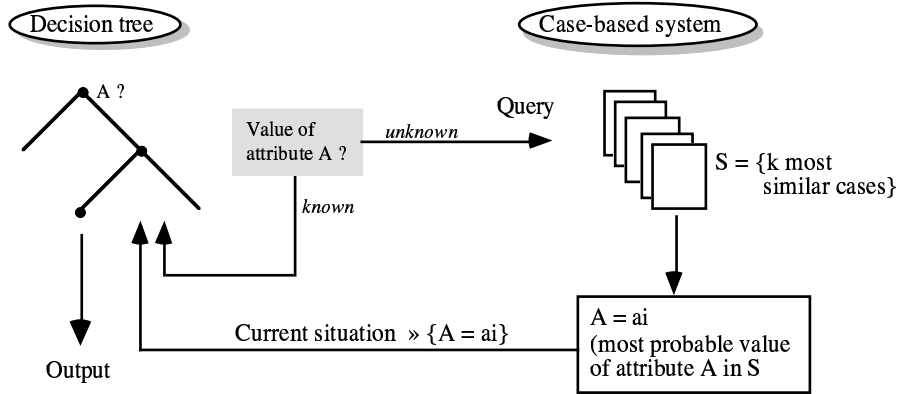 Decision tree
Case-based system
A ?
Value of
attribute A ?
unknown
Query
known
S = {k most
similar cases}
Current situation » {A = ai}
A = ai
(most probable value
of attribute A in S
Output